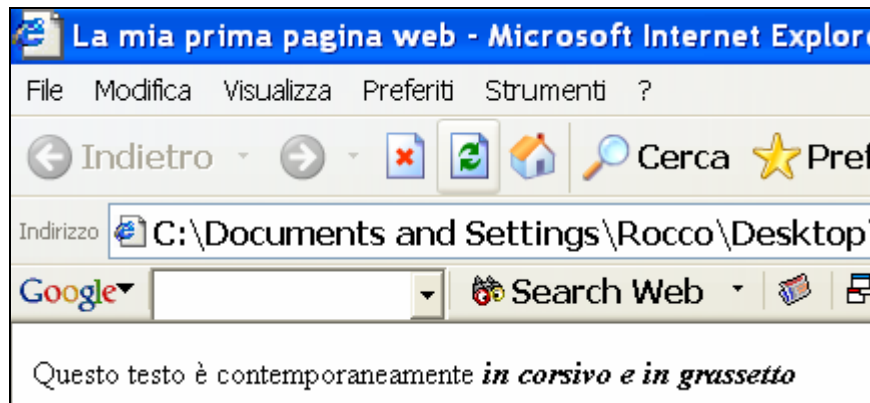 La mia prima pagina web - Microsoft Internet Explore
File Modifica Visualizza Preferiti Strumenti ?
Indietro Cerca Pref
Indirizzo C:\Documents and Settings\Rocco\Desktop\
Google Search Web
Questo testo è contemporaneamente in corsivo e in grassetto